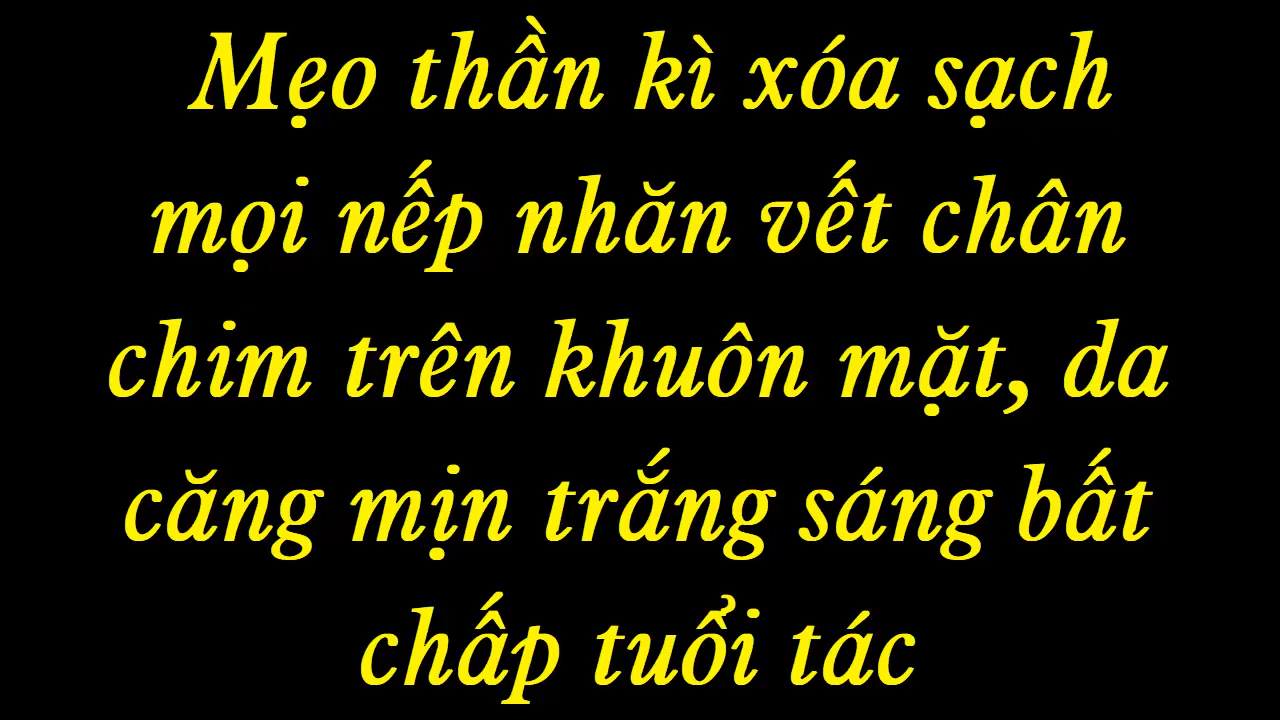 Mẹo thần kì xóa sạch
mọi nếp nhăn vết chân
chim trên khuôn mặt, da
căng mịn trắng sáng bất
chấp tuổi tác